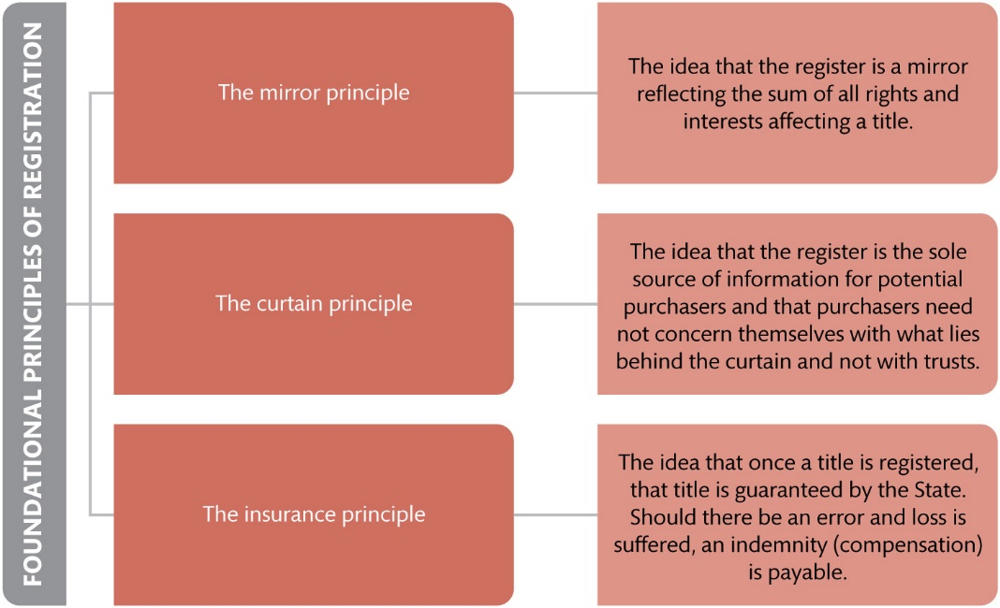 FOUNDATIONAL PRINCIPLES OF REGISTRATION
The mirror principle
The idea that the register is a mirror
reflecting the sum of all rights and
interests affecting a title.
The curtain principle
The idea that the register is the sole
source of information for potential
purchasers and that purchasers need
not concern themselves with what lies
behind the curtain and not with trusts.
The insurance principle
The idea that once a title is registered,
that title is guaranteed by the State.
Should there be an error and loss is
suffered, an indemnity (compensation)
is payable.